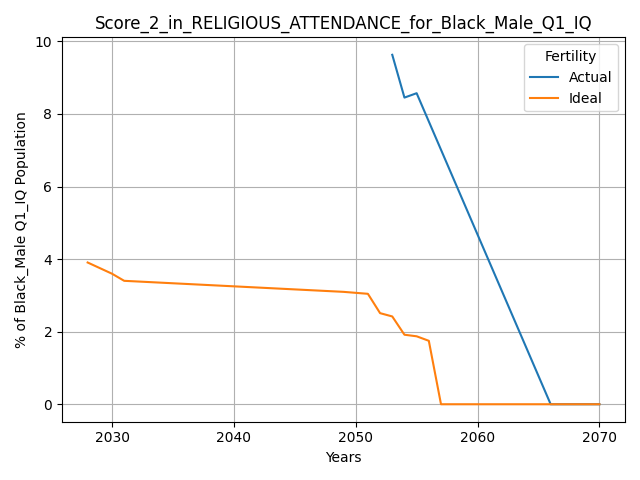 Score_2_in_RELIGIOUS_ATTENDANCE_for_Black_Male_Q1_IQ
% of Black_Male Q1_IQ Population
10
8
6
4
2
0
Fertility
Actual
Ideal
2030 2040 2050 2060 2070
Years